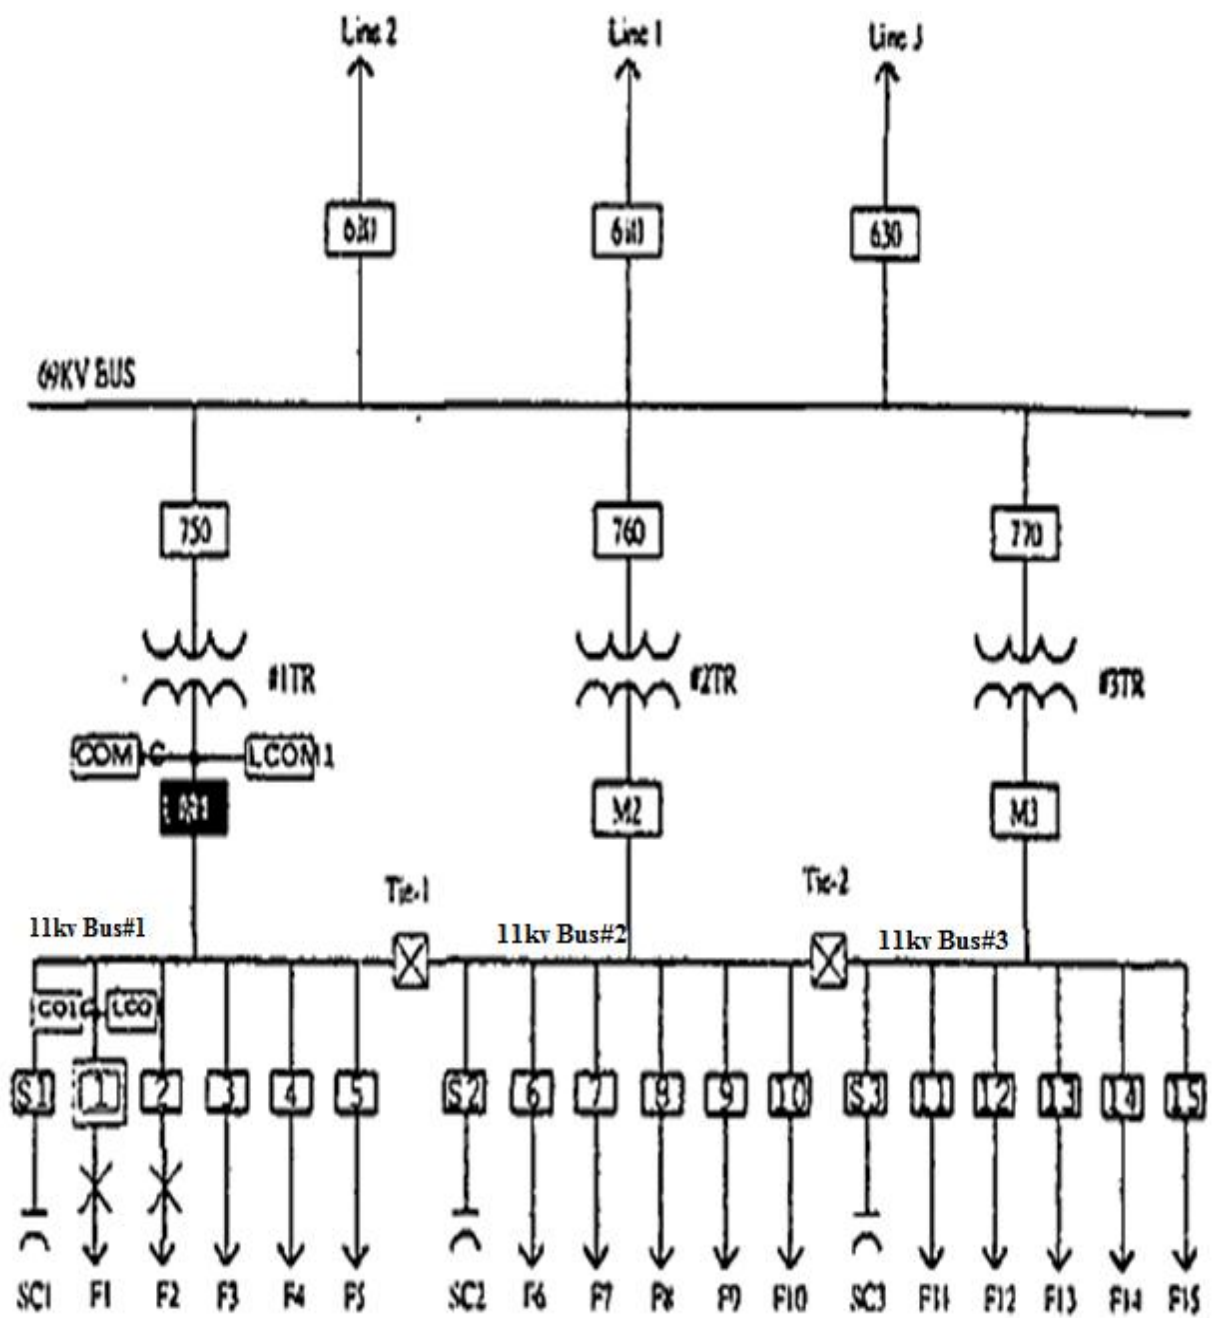 Line 2 Line 1 Line 3
630
69KV BUS
750 760 770
#1TR #2TR #3TR
COM C LCOM1
M2 M3
Tie-1 Tie-2
11kv Bus#1 11kv Bus#2 11kv Bus#3
LCO
S1 1 2 3 4 5 S2 6 7 8 9 10 S3 11 12 13 14 15
SC1 F1 F2 F3 F4 F5 SC2 F6 F7 F8 F9 F10 SC3 F11 F12 F13 F14 F15